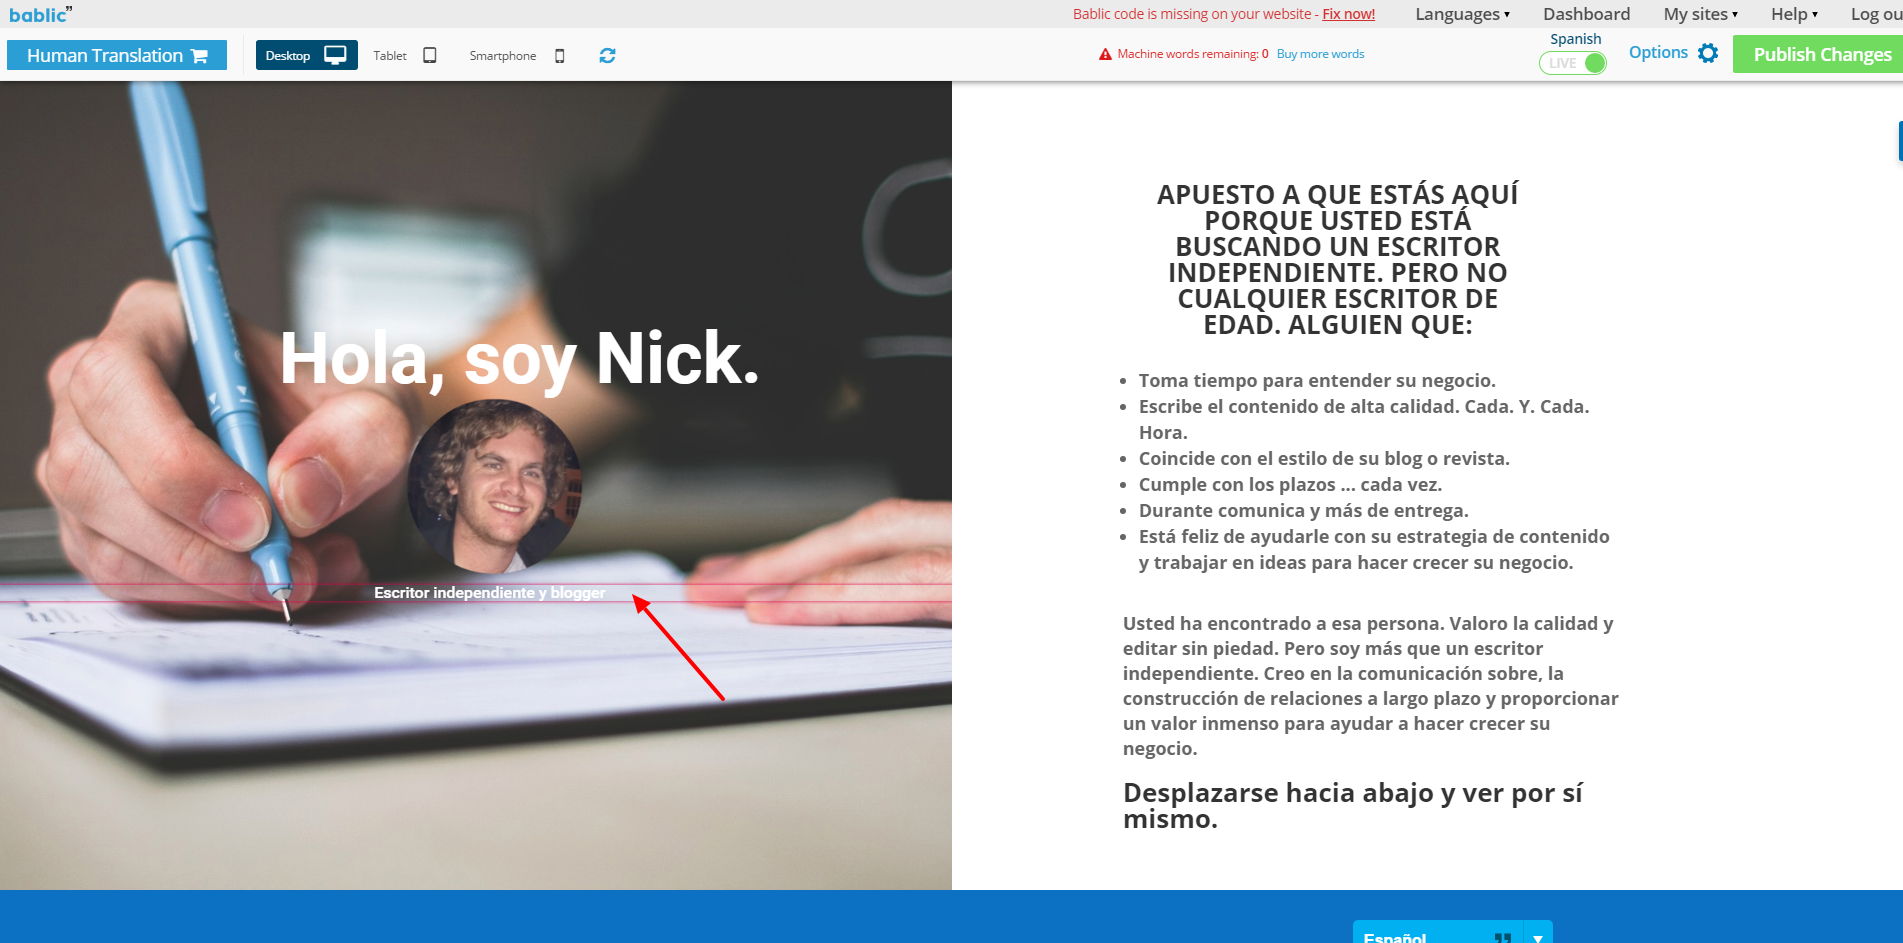 bablic”
Bablic code is missing on your website - Fix now!
Languages
Dashboard
My sites
Help
Log ou
Human Translation
Desktop
Tablet
Smartphone
Machine words remaining: 0 Buy more words
Spanish
LIVE
Options
Publish Changes
Hola, soy Nick.
Escritor independiente y blogger
APUESTO A QUE ESTÁS AQUÍ
PORQUE USTED ESTÁ
BUSCANDO UN ESCRITOR
INDEPENDIENTE. PERO NO
CUALQUIER ESCRITOR DE
EDAD. ALGUIEN QUE:
• Toma tiempo para entender su negocio.
• Escribe el contenido de alta calidad. Cada. Y. Cada.
Hora.
• Coincide con el estilo de su blog o revista.
• Cumple con los plazos ... cada vez.
• Durante comunica y más de entrega.
• Está feliz de ayudarle con su estrategia de contenido
y trabajar en ideas para hacer crecer su negocio.
Usted ha encontrado a esa persona. Valoro la calidad y
editar sin piedad. Pero soy más que un escritor
independiente. Creo en la comunicación sobre, la
construcción de relaciones a largo plazo y proporcionar
un valor inmenso para ayudar a hacer crecer su
negocio.
Desplazarse hacia abajo y ver por sí
mismo.
Español